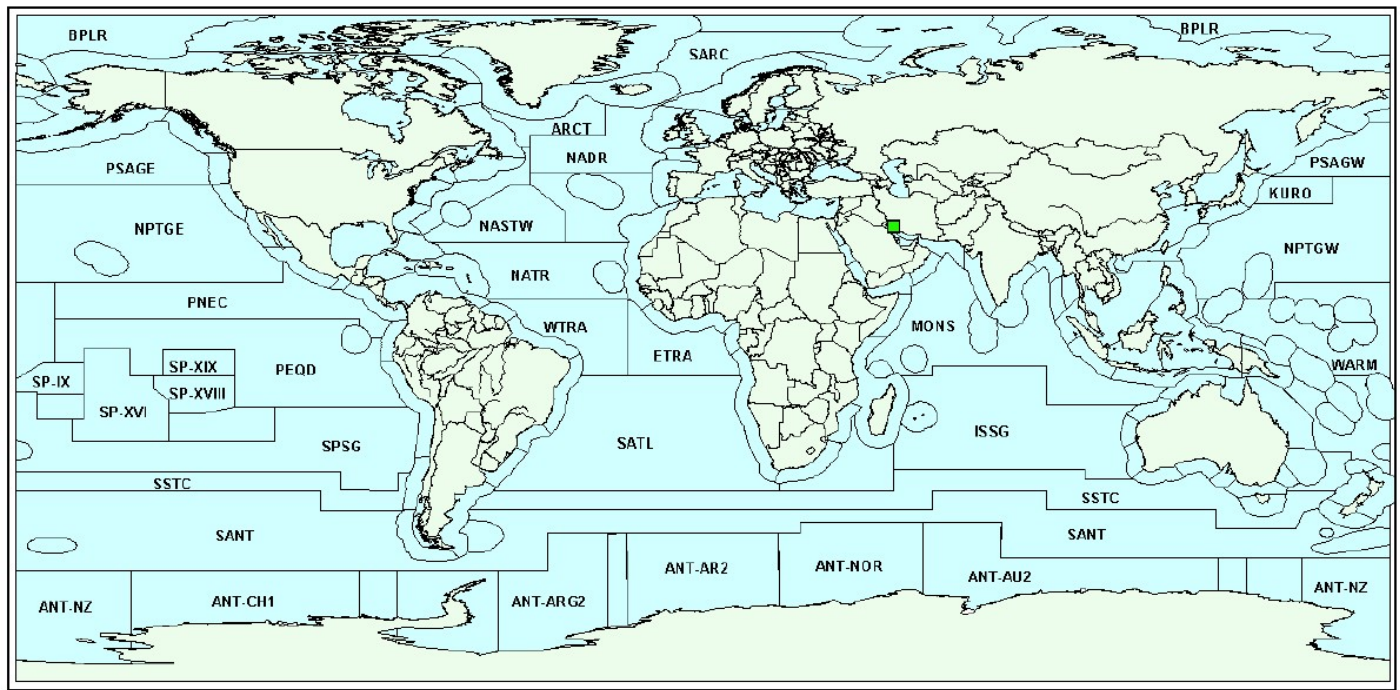 BPLR
BPLR
SARC
ARCT
NADR
PSAGE
PSAGW
KURO
NPTGE
NASTW
NPTGW
NATR
PNEC
WTRA
MONS
ETRA
SP-XIX
PEQD
WARM
SP-IX
SP-XVIII
SP-XVI
SPSG
SATL
ISSG
SSTC
SSTC
SANT
SANT
ANT-AR2
ANT-NOR
ANT-AU2
ANT-NZ
ANT-CH1
ANT-ARG2
ANT-NZ